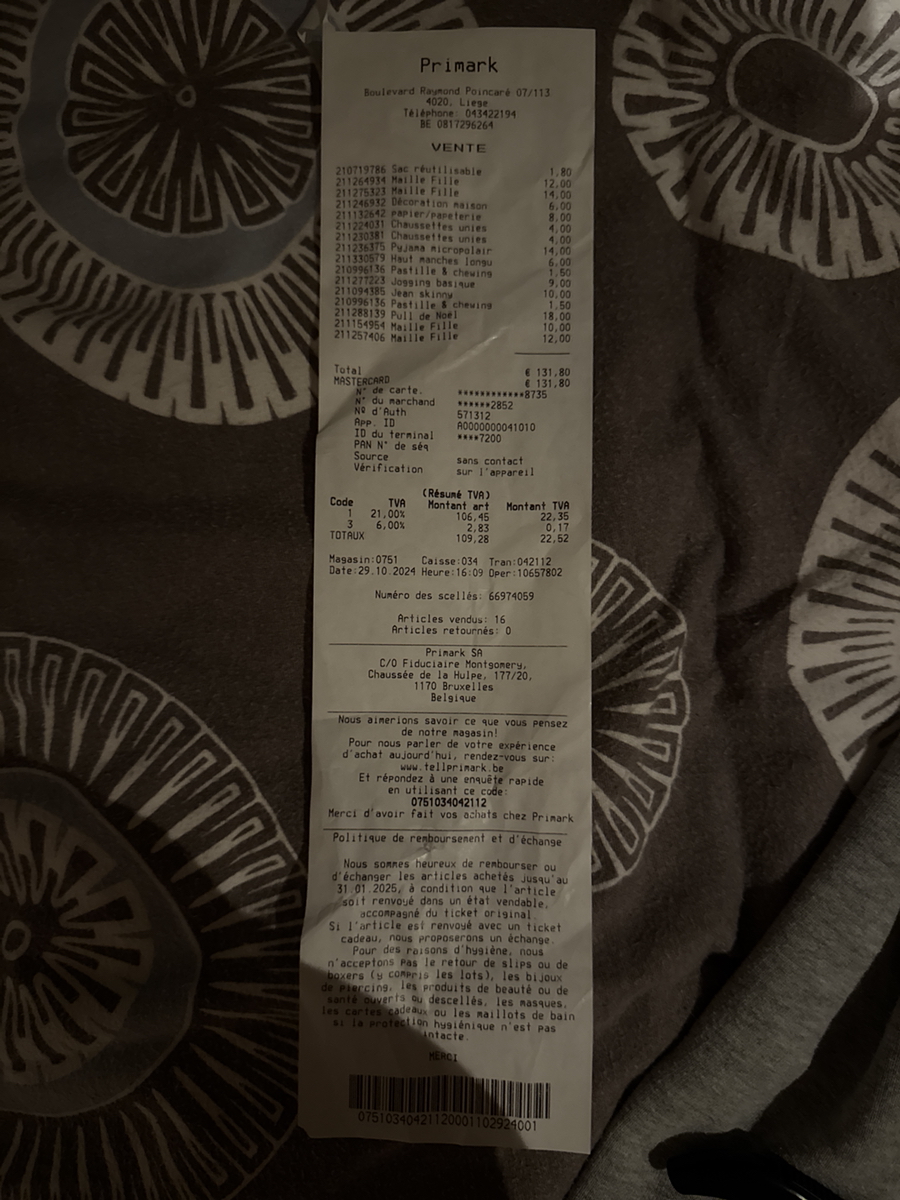 Primark
Boulevard Raymond Poincaré 07/113
4020, Liege
Téléphone: 043422194
BE 0817296264
VENTE
210719786 Sac réutilisable 1,80
211264934 Maille Fille 12,00
211275323 Maille Fille 14,00
211246932 Décoration maison 6,00
211132642 papier/papeterie 8,00
211224031 Chaussettes unies 4,00
211230381 Chaussettes unies 4,00
211236375 Pyjama micropolair 14,00
211330579 Haut manches longu 6,00
210996136 Pastille & chewing 1,50
211277223 Jogging basique 9,00
211094385 Jean skinny 10,00
210996136 Pastille & chewing 1,50
211288139 Pull de Noël 18,00
211154954 Maille Fille 10,00
211257406 Maille Fille 12,00
Total € 131,80
MASTERCARD € 131,80
N° de carte. ************8735
N° du marchand ******2852
Nº d'Auth 571312
App. ID A0000000041010
ID du terminal ****7200
PAN N° de séq
Source sans contact
Vérification sur l'appareil
(Résumé TVA)
Code TVA Montant art Montant TVA
1 21,00% 106,45 22,35
3 6,00% 2,83 0,17
TOTAUX 109,28 22,52
Magasin:0751 Caisse:034 Tran:042112
Date:29.10.2024 Heure:16:09 Oper:10657802
Numéro des scellés: 66974059
Articles vendus: 16
Articles retournés: 0
Primark SA
C/O Fiduciaire Montgomery,
Chaussée de la Hulpe, 177/20,
1170 Bruxelles
Belgique
Nous aimerions savoir ce que vous pensez
de notre magasin!
Pour nous parler de votre expérience
d'achat aujourd'hui, rendez-vous sur:
www.tellprimark.be
Et répondez à une enquête rapide
en utilisant ce code:
0751034042112
Merci d'avoir fait vos achats chez Primark
Politique de remboursement et d'échange
Nous sommes heureux de rembourser ou
d'échanger les articles achetés jusqu'au
31.01.2025, à condition que l'article
soit renvoyé dans un état vendable,
accompagné du ticket original.
Si l'article est renvoyé avec un ticket
cadeau, nous proposerons un échange.
Pour des raisons d'hygiène, nous
n'acceptons pas le retour de slips ou de
boxers (y compris les lots), les bijoux
de piercing, les produits de beauté ou de
santé ouverts ou descellés, les masques,
les cartes cadeaux ou les maillots de bain
si la protection hygiénique n'est pas
intacte.
MERCI
0751034042112000110292​4001